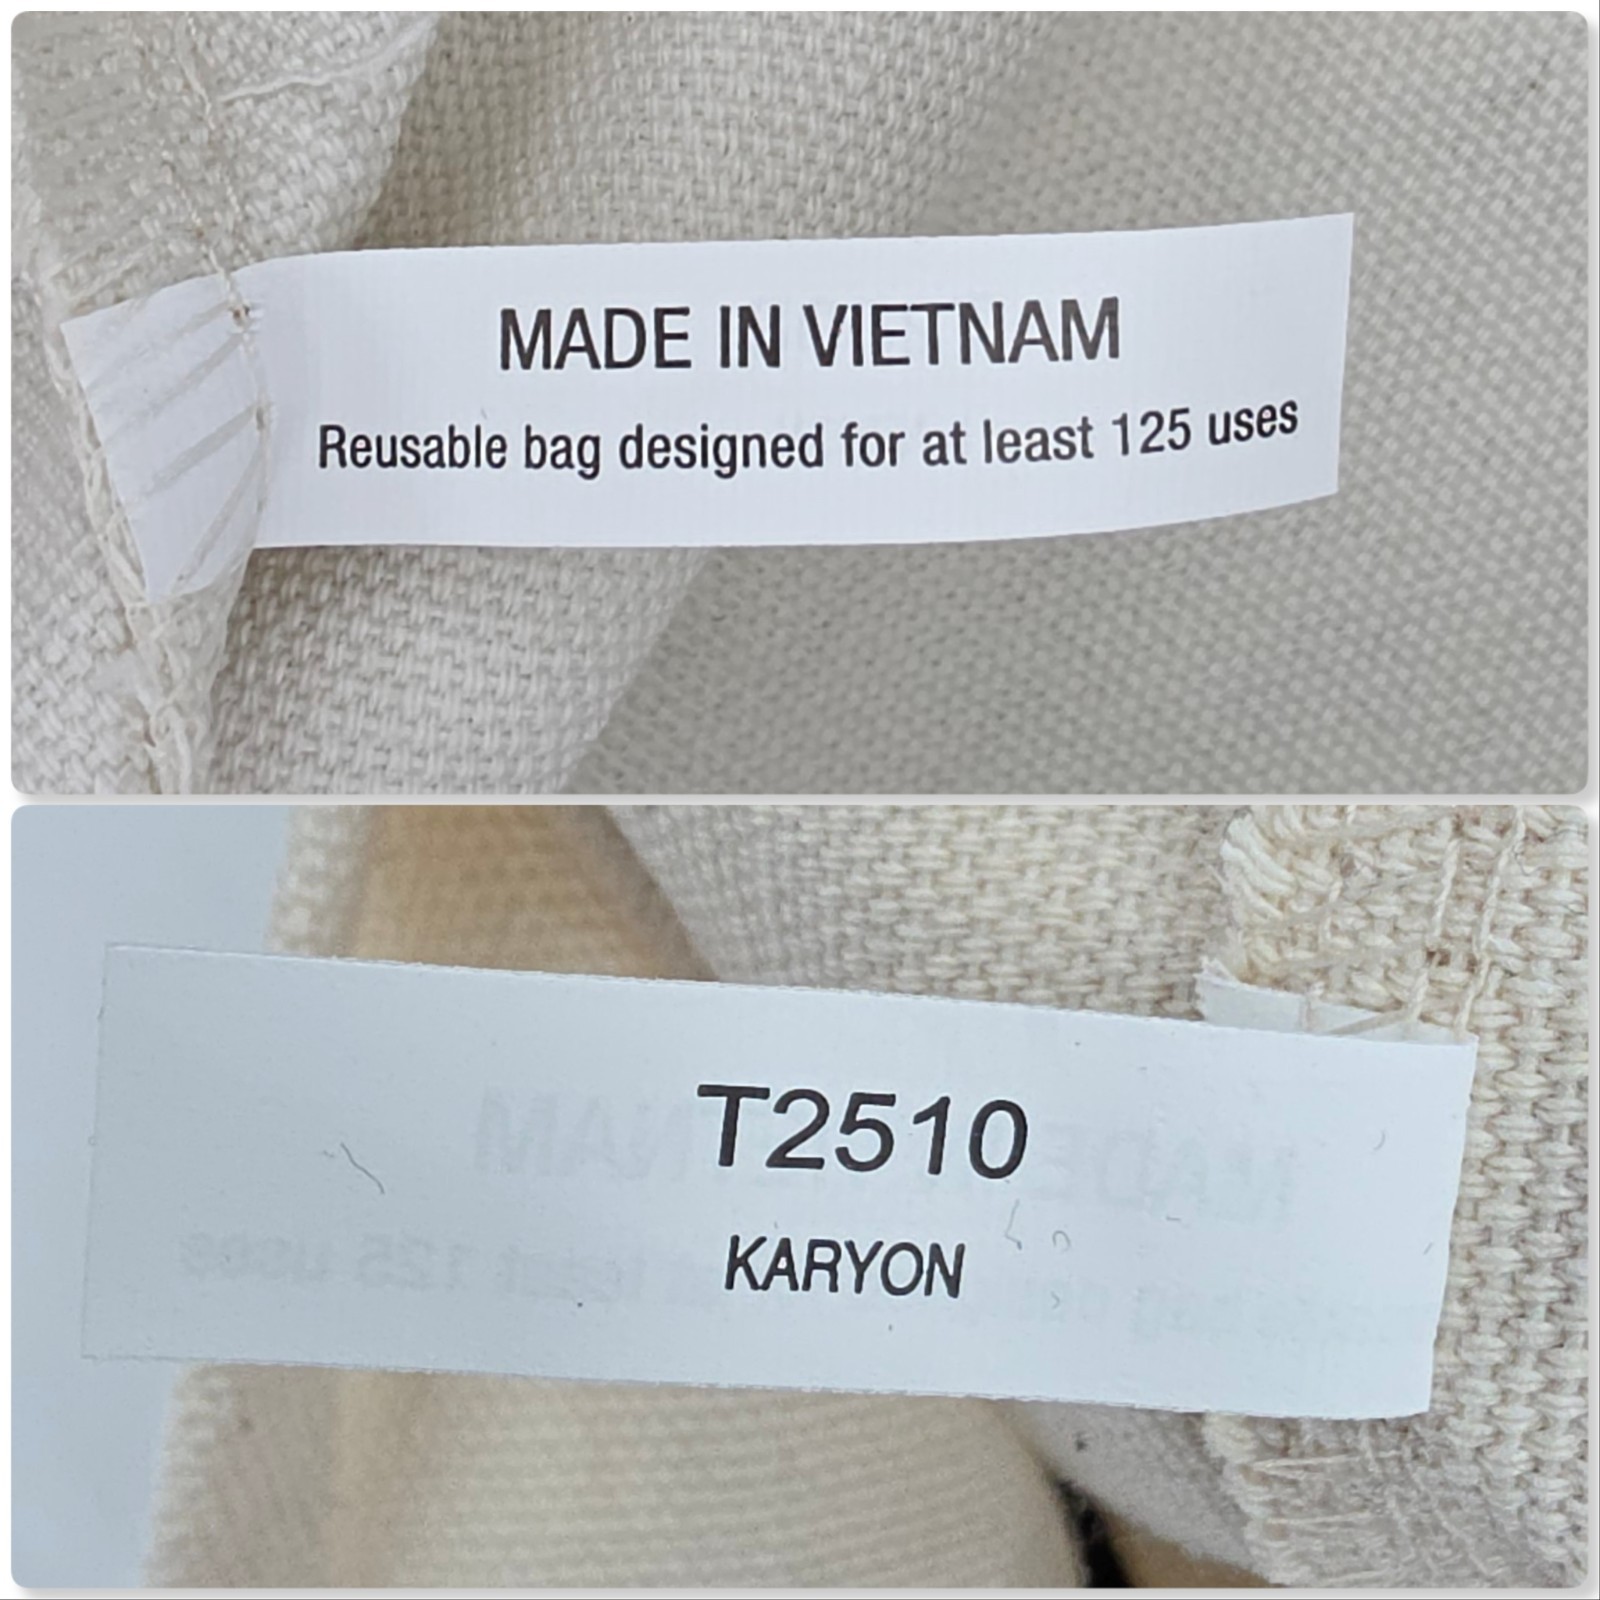 MADE IN VIETNAM
Reusable bag designed for at least 125 uses
T2510
KARYON